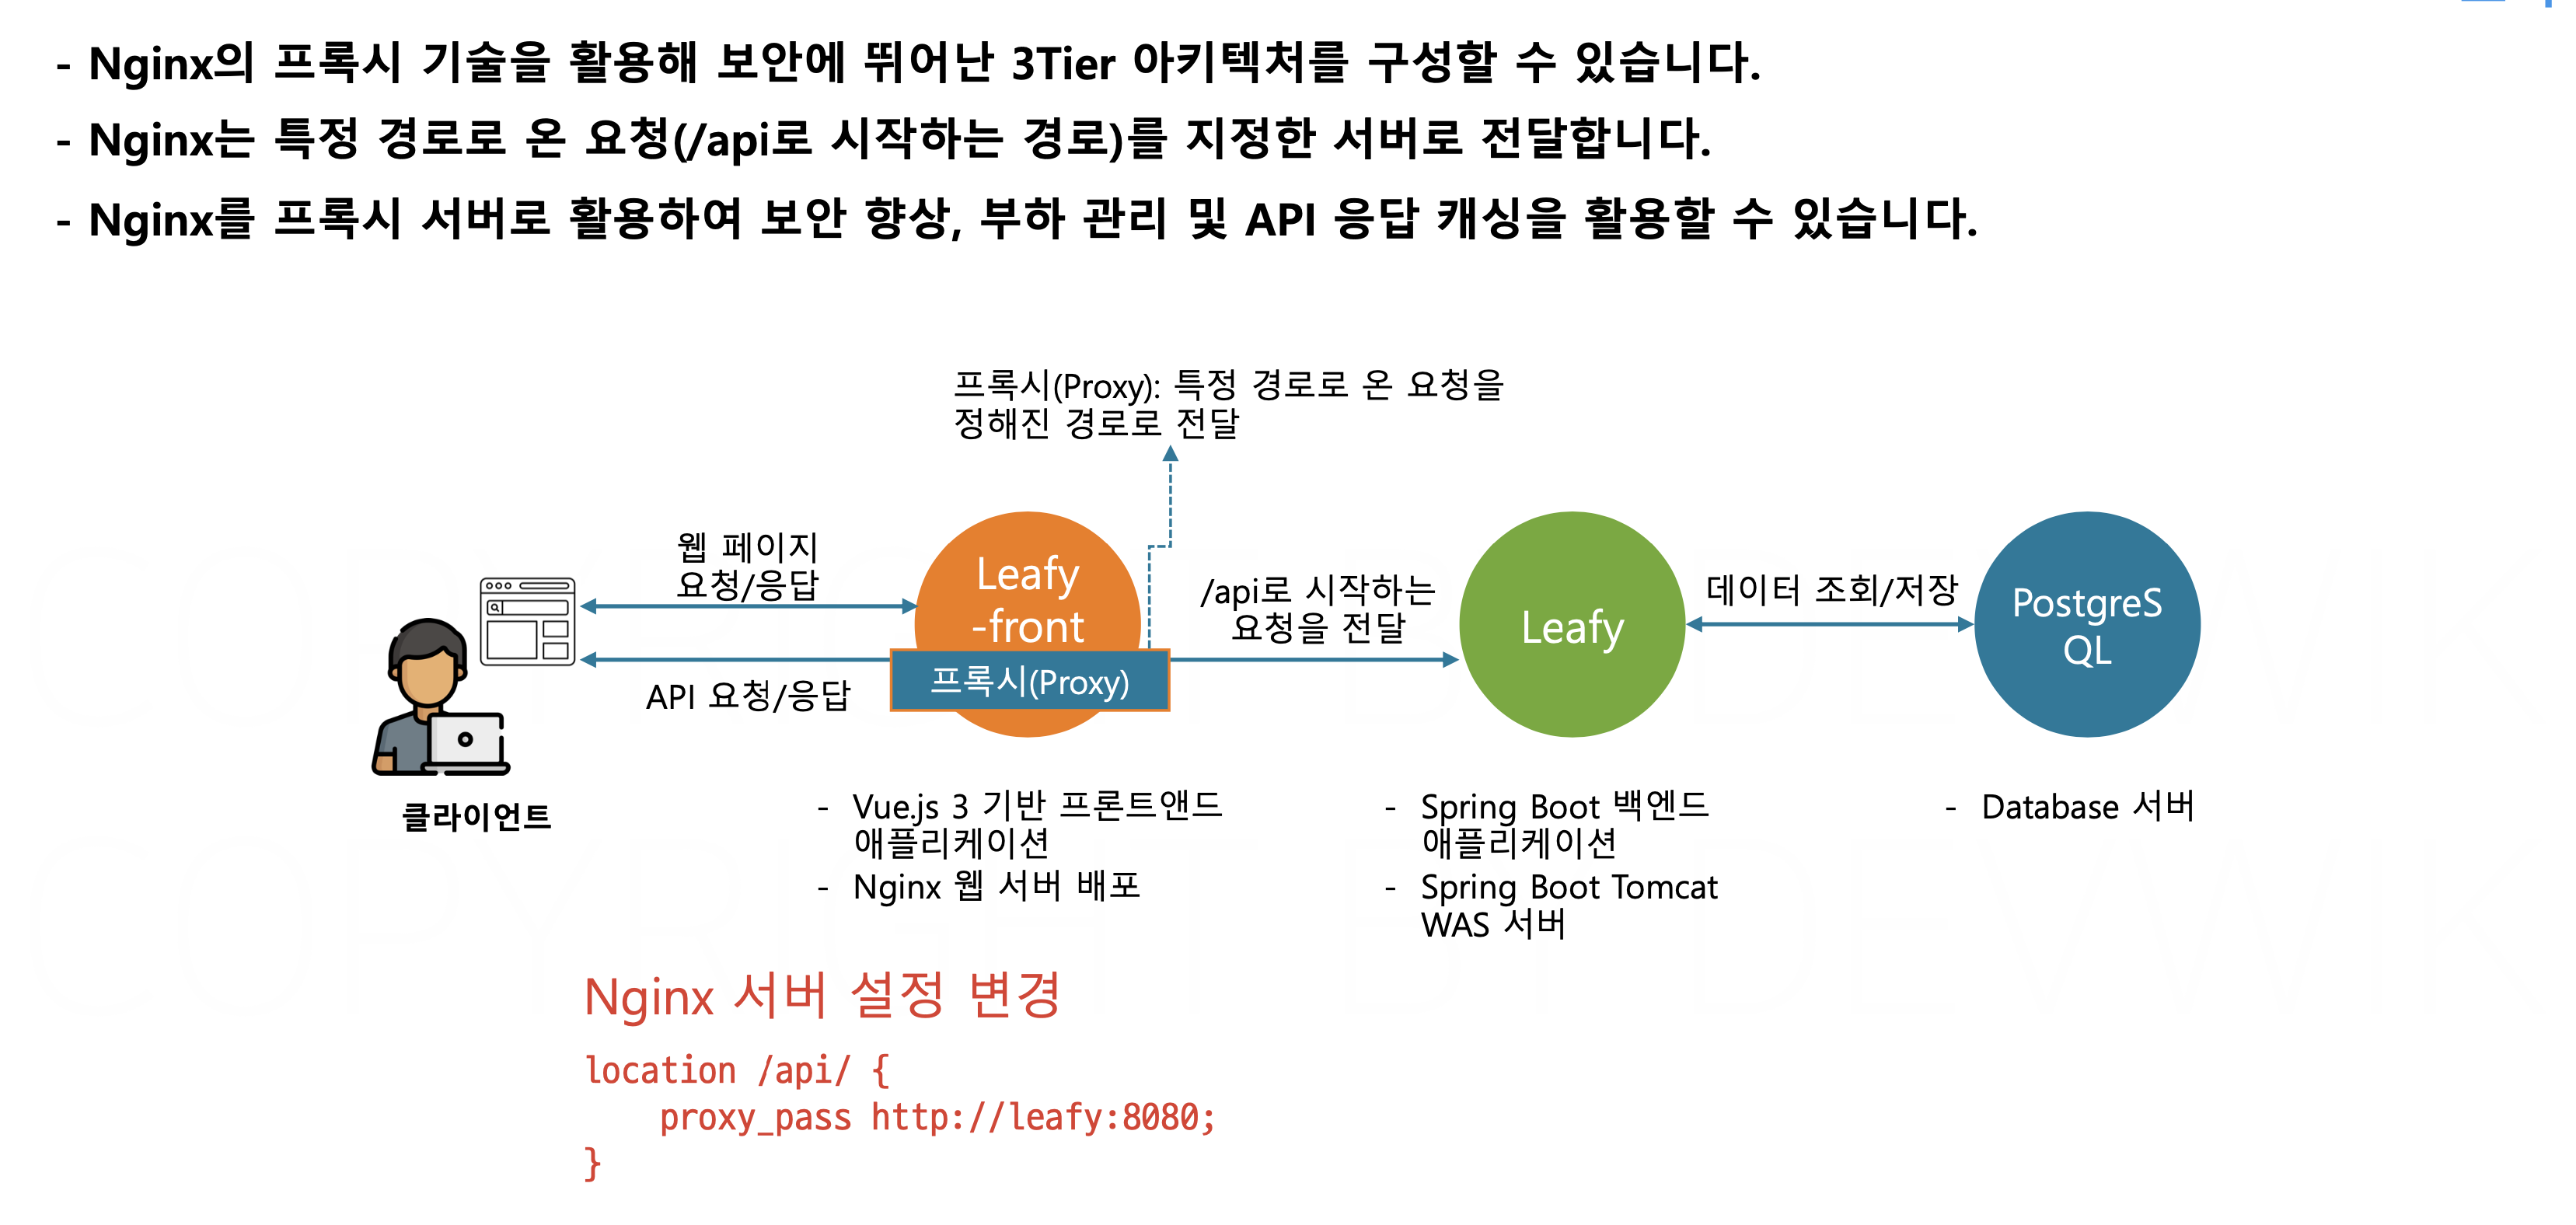 - Nginx의 프록시 기술을 활용해 보안에 뛰어난 3Tier 아키텍처를 구성할 수 있습니다.
- Nginx는 특정 경로로 온 요청(/api로 시작하는 경로)를 지정한 서버로 전달합니다.
- Nginx를 프록시 서버로 활용하여 보안 향상, 부하 관리 및 API 응답 캐싱을 활용할 수 있습니다.
프록시(Proxy): 특정 경로로 온 요청을
정해진 경로로 전달
웹 페이지
요청/응답
API 요청/응답
Leafy
-front
프록시(Proxy)
/api로 시작하는
요청을 전달
Leafy
데이터 조회/저장
PostgreS
QL
클라이언트
- Vue.js 3 기반 프론트앤드
애플리케이션
- Nginx 웹 서버 배포
- Spring Boot 백엔드
애플리케이션
- Spring Boot Tomcat
WAS 서버
- Database 서버
Nginx 서버 설정 변경
location /api/ {
proxy_pass http://leafy:8080;
}